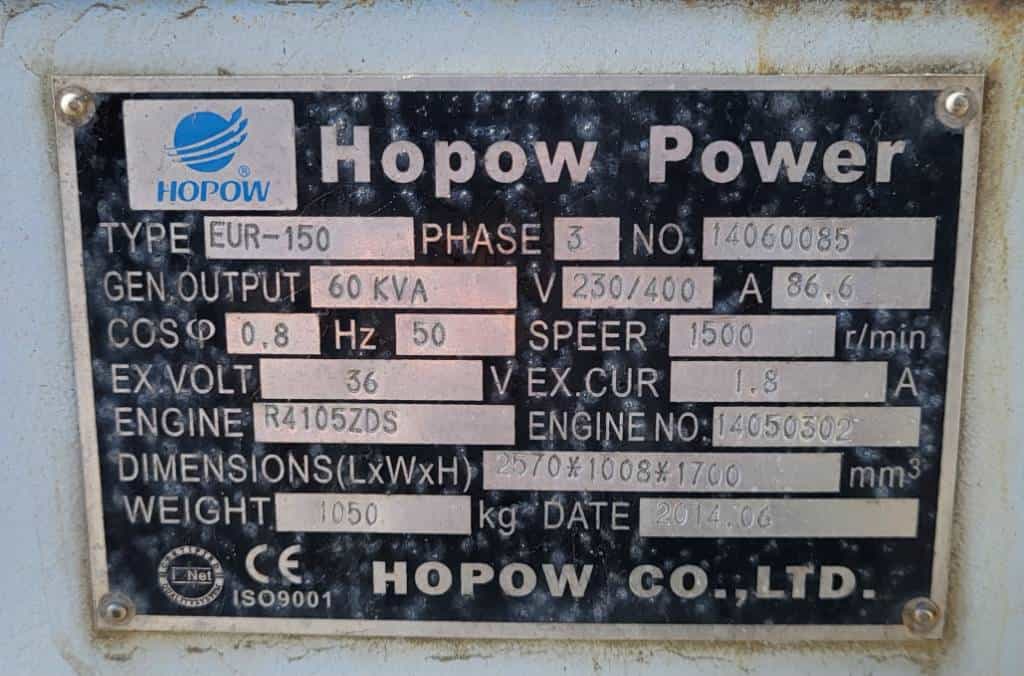 HOPOW ®
Hopow Power
TYPE EUR-150 PHASE 3 NO. 14060085
GEN.OUTPUT 60 KVA V 230/400 A 86.6
COSφ 0.8 Hz 50 SPEER 1500 r/min
EX.VOLT 36 V EX.CUR 1.8 A
ENGINE R4105ZDS ENGINE NO: 14050302
DIMENSIONS(LxWxH) 2570*1008*1700 mm³
WEIGHT 1050 kg DATE 2014.06
Net
CE
ISO9001
HOPOW CO.,LTD.